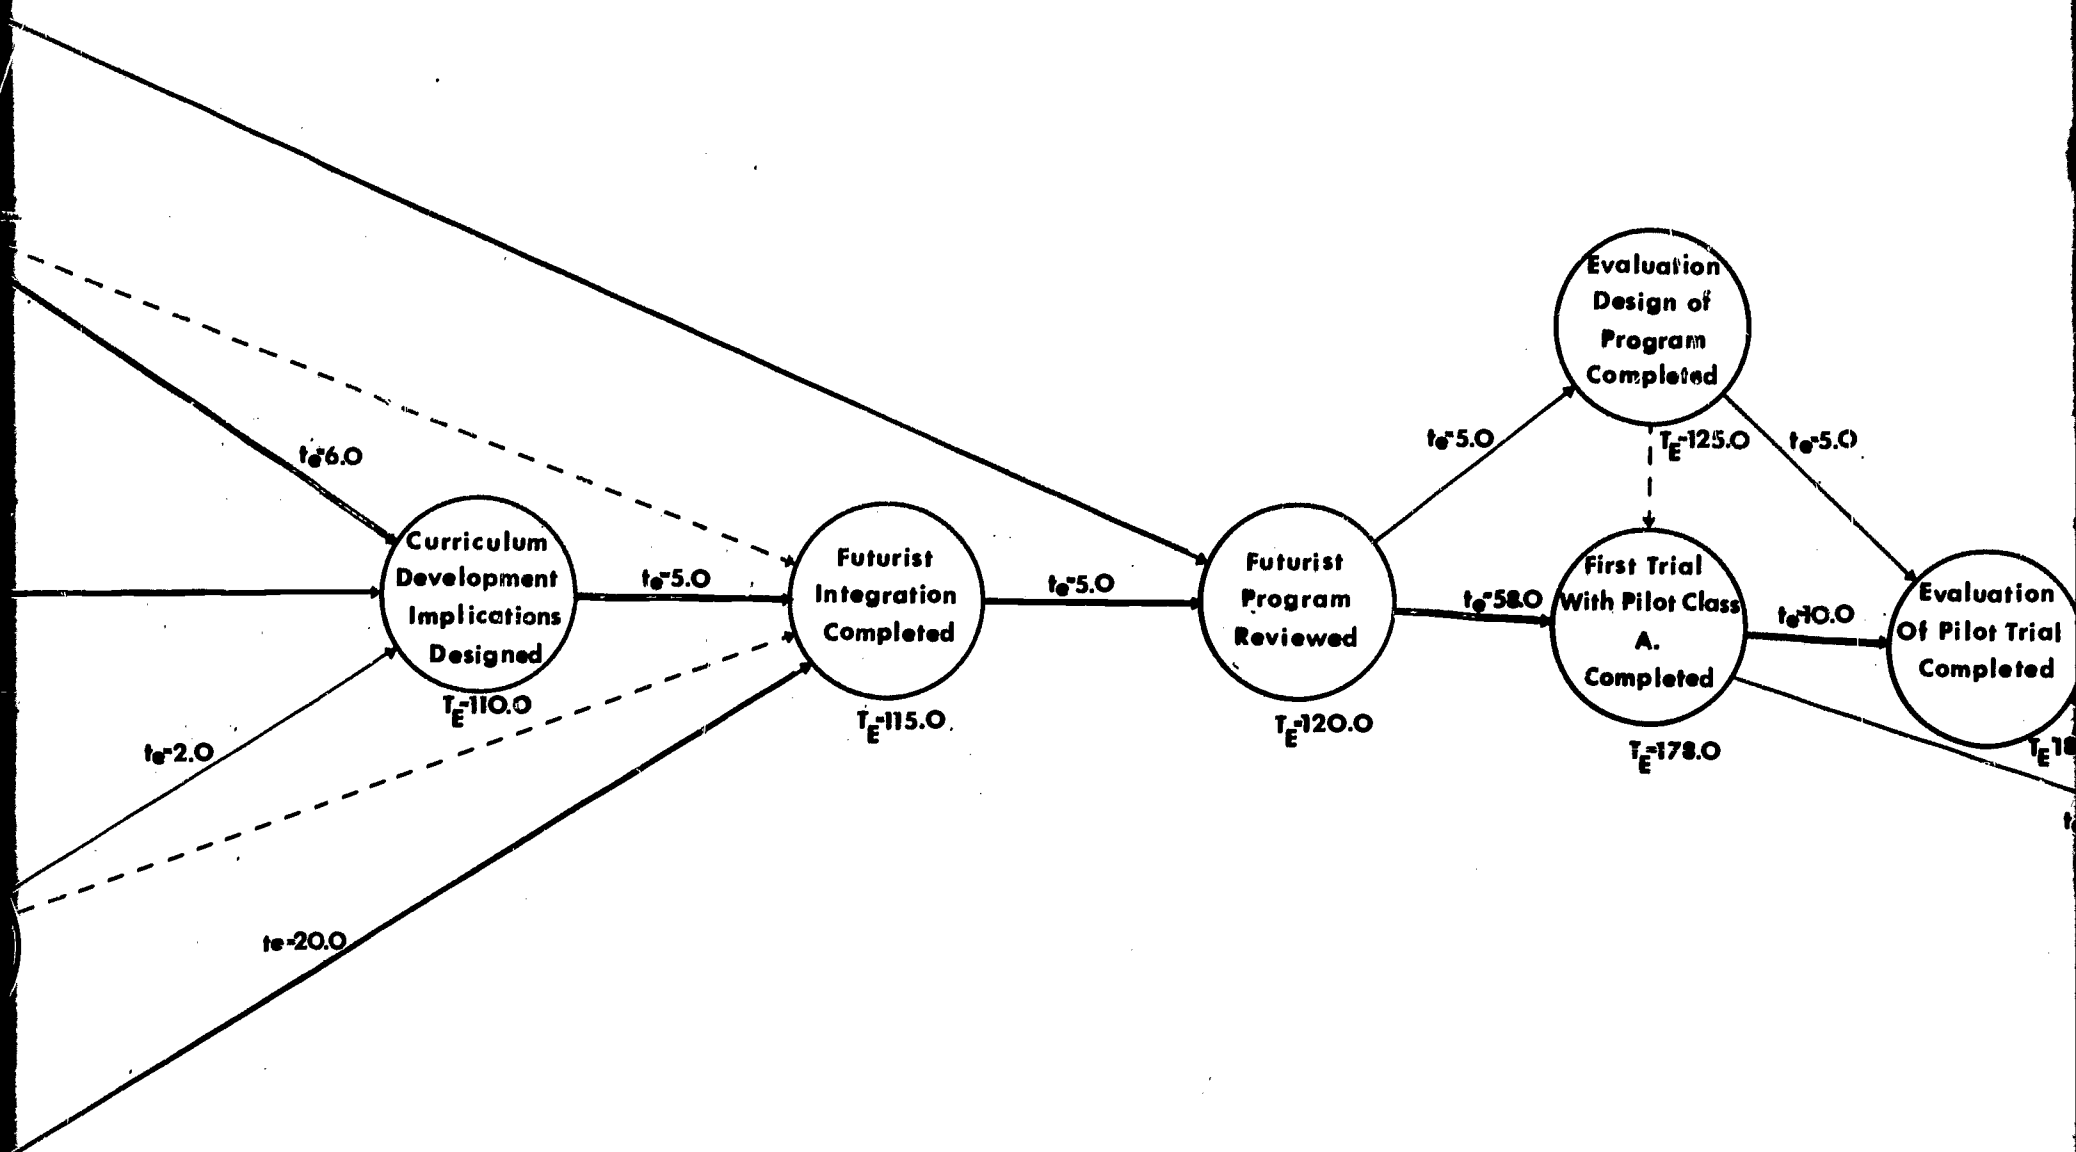 Evaluation
Design of
Program
Completed
te=5.0
TE=125.0
te=5.0
te=6.0
Curriculum
Development
Implications
Designed
TE=110.0
te=5.0
Futurist
Integration
Completed
TE=115.0
te=5.0
Futurist
Program
Reviewed
TE=120.0
te=58.0
First Trial
With Pilot Class
A.
Completed
TE=178.0
te=10.0
Evaluation
Of Pilot Trial
Completed
te=2.0
te=20.0